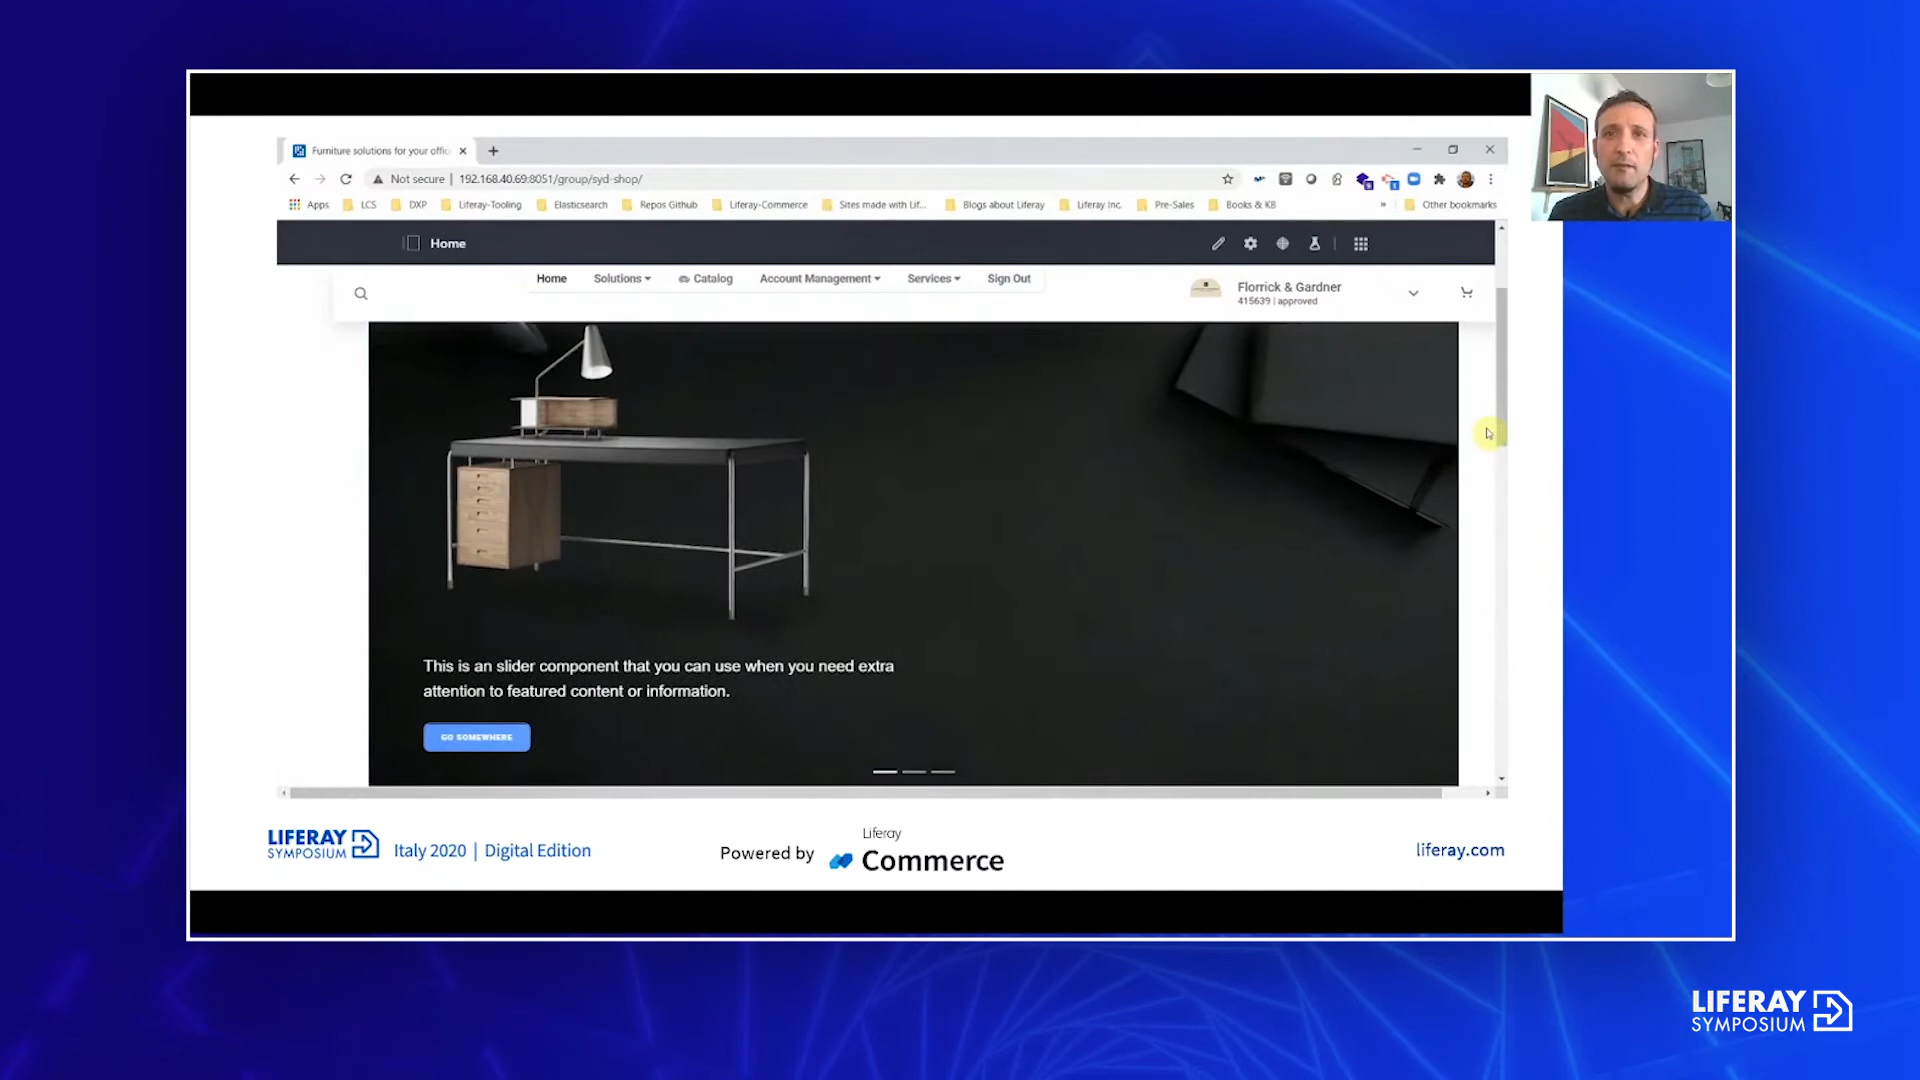 Furniture solutions for your offic
Not secure | 192.168.40.69:8051/group/syd-shop/
Apps LCS DXP Liferay-Tooling Elasticsearch Repos Github Liferay-Commerce Sites made with Lif... Blogs about Liferay Liferay Inc. Pre-Sales Books & KB » Other bookmarks
Home
Home Solutions Catalog Account Management Services Sign Out
Florrick & Gardner
415639 | approved
This is an slider component that you can use when you need extra
attention to featured content or information.
GO SOMEWHERE
LIFERAY
SYMPOSIUM
Italy 2020 | Digital Edition
Powered by
Liferay
Commerce
liferay.com
LIFERAY
SYMPOSIUM